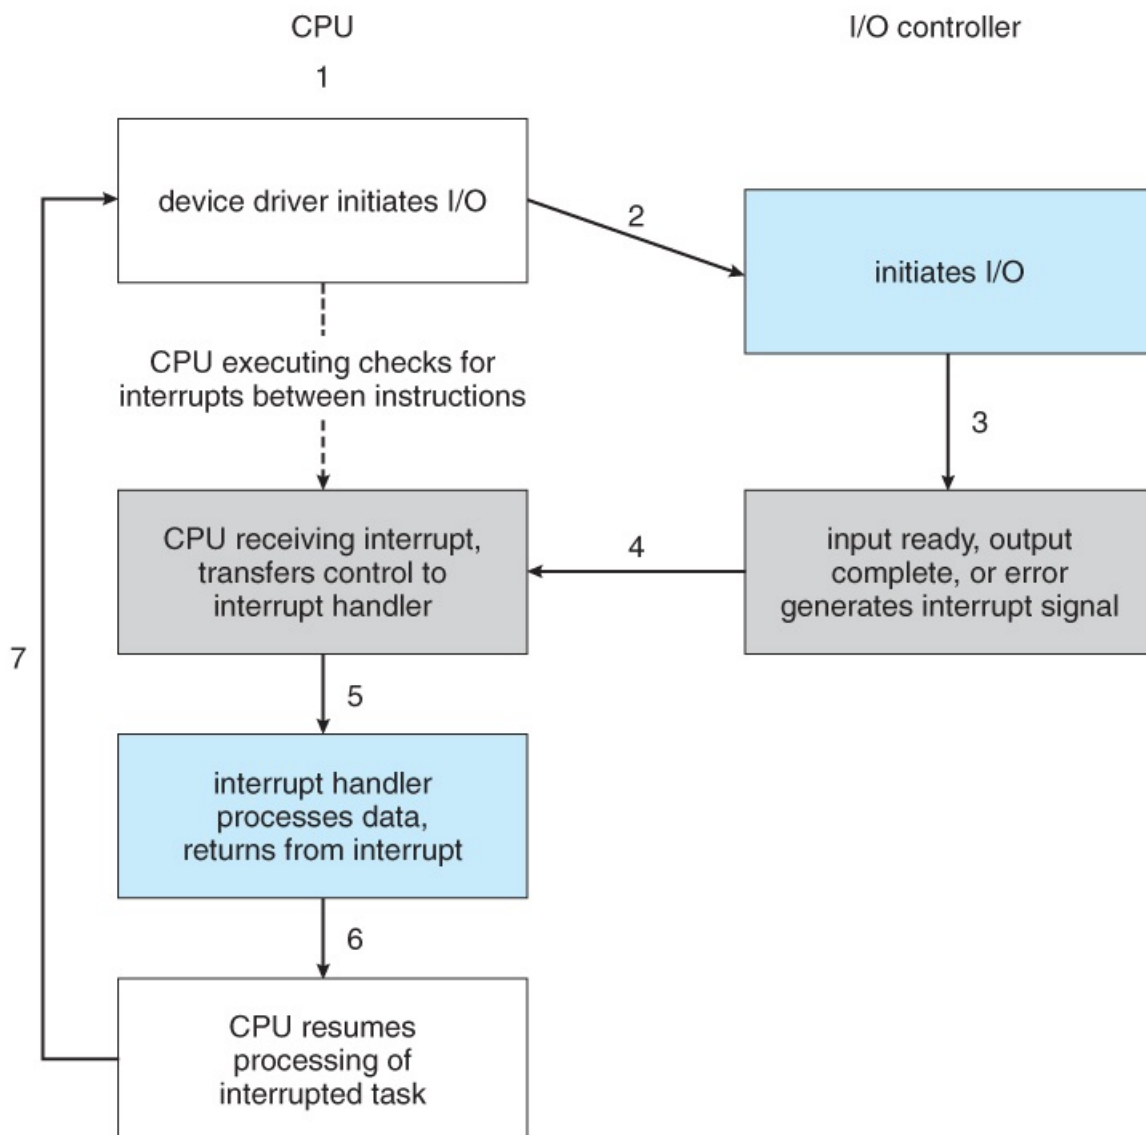 CPU
I/O controller
1
device driver initiates I/O
2
initiates I/O
CPU executing checks for
interrupts between instructions
3
CPU receiving interrupt,
transfers control to
interrupt handler
4
input ready, output
complete, or error
generates interrupt signal
7
5
interrupt handler
processes data,
returns from interrupt
6
CPU resumes
processing of
interrupted task